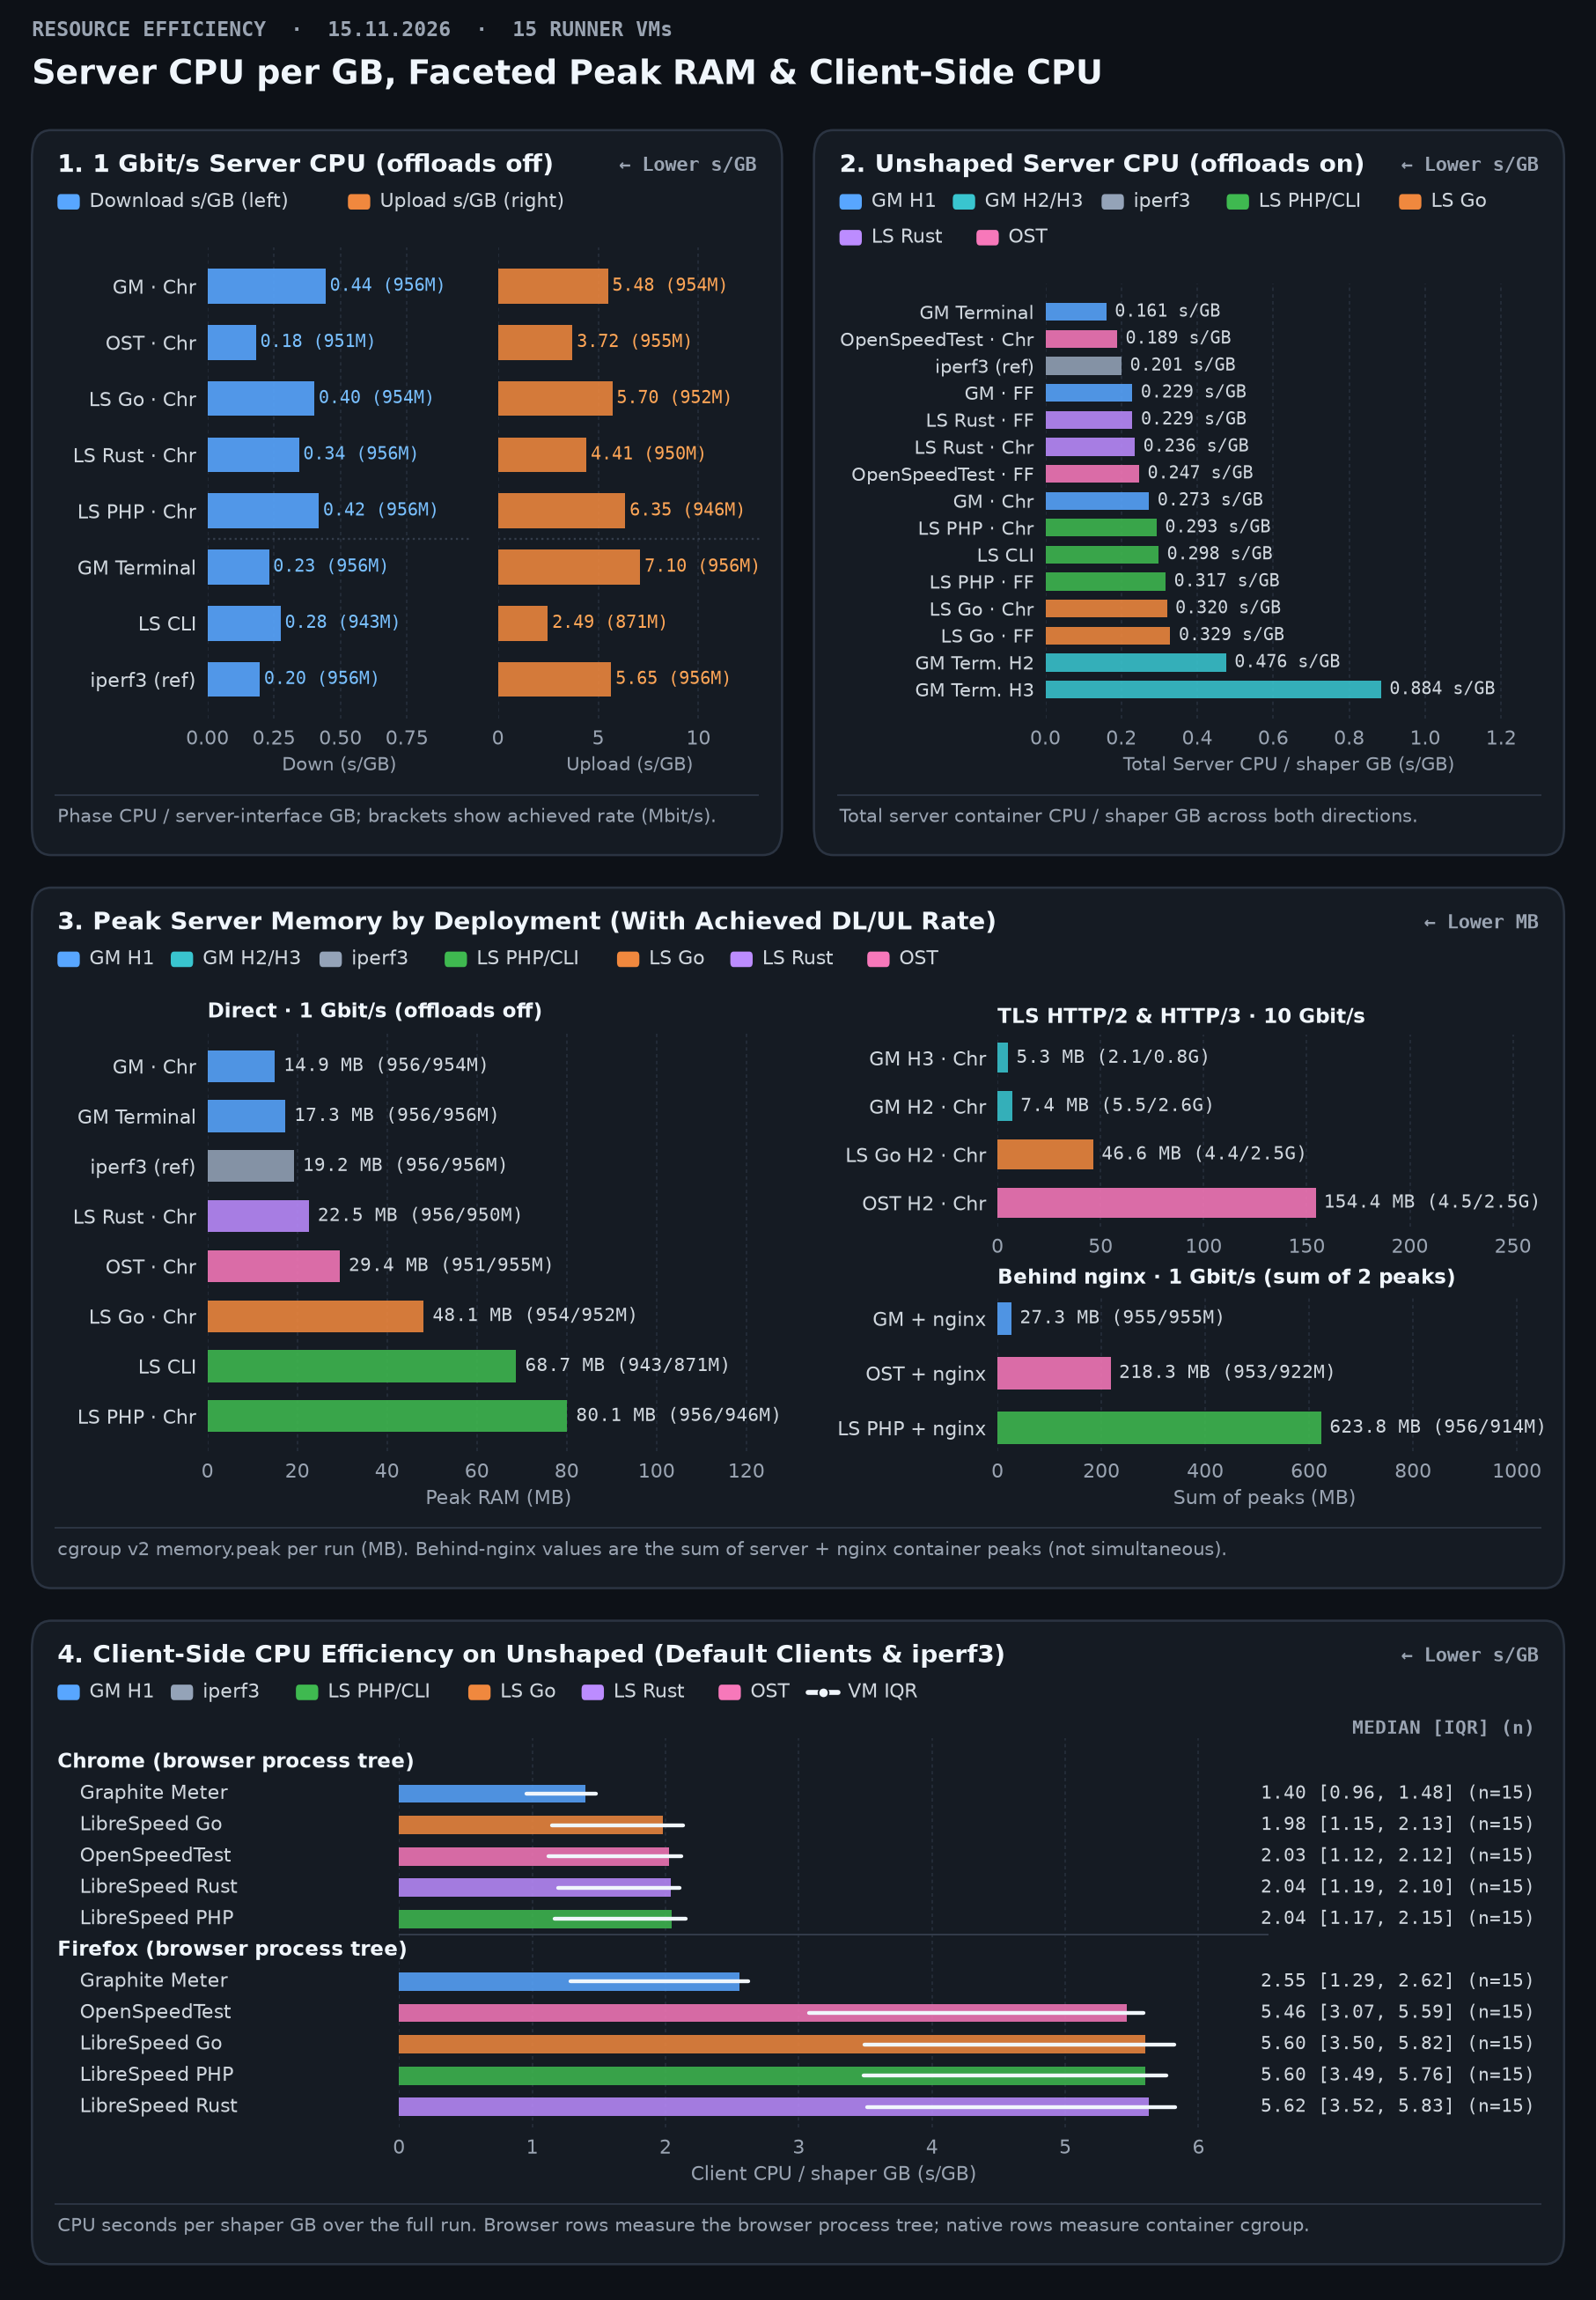 RESOURCE EFFICIENCY · 15.11.2026 · 15 RUNNER VMs
Server CPU per GB, Faceted Peak RAM & Client-Side CPU
1. 1 Gbit/s Server CPU (offloads off)
← Lower s/GB
Download s/GB (left)
Upload s/GB (right)
GM · Chr 0.44 (956M) 5.48 (954M)
OST · Chr 0.18 (951M) 3.72 (955M)
LS Go · Chr 0.40 (954M) 5.70 (952M)
LS Rust · Chr 0.34 (956M) 4.41 (950M)
LS PHP · Chr 0.42 (956M) 6.35 (946M)
GM Terminal 0.23 (956M) 7.10 (956M)
LS CLI 0.28 (943M) 2.49 (871M)
iperf3 (ref) 0.20 (956M) 5.65 (956M)
0.00 0.25 0.50 0.75 0 5 10
Down (s/GB) Upload (s/GB)
Phase CPU / server-interface GB; brackets show achieved rate (Mbit/s).
2. Unshaped Server CPU (offloads on)
← Lower s/GB
GM H1 GM H2/H3 iperf3 LS PHP/CLI LS Go
LS Rust OST
GM Terminal 0.161 s/GB
OpenSpeedTest · Chr 0.189 s/GB
iperf3 (ref) 0.201 s/GB
GM · FF 0.229 s/GB
LS Rust · FF 0.229 s/GB
LS Rust · Chr 0.236 s/GB
OpenSpeedTest · FF 0.247 s/GB
GM · Chr 0.273 s/GB
LS PHP · Chr 0.293 s/GB
LS CLI 0.298 s/GB
LS PHP · FF 0.317 s/GB
LS Go · Chr 0.320 s/GB
LS Go · FF 0.329 s/GB
GM Term. H2 0.476 s/GB
GM Term. H3 0.884 s/GB
0.0 0.2 0.4 0.6 0.8 1.0 1.2
Total Server CPU / shaper GB (s/GB)
Total server container CPU / shaper GB across both directions.
3. Peak Server Memory by Deployment (With Achieved DL/UL Rate)
← Lower MB
GM H1 GM H2/H3 iperf3 LS PHP/CLI LS Go LS Rust OST
Direct · 1 Gbit/s (offloads off)
GM · Chr 14.9 MB (956/954M)
GM Terminal 17.3 MB (956/956M)
iperf3 (ref) 19.2 MB (956/956M)
LS Rust · Chr 22.5 MB (956/950M)
OST · Chr 29.4 MB (951/955M)
LS Go · Chr 48.1 MB (954/952M)
LS CLI 68.7 MB (943/871M)
LS PHP · Chr 80.1 MB (956/946M)
0 20 40 60 80 100 120
Peak RAM (MB)
TLS HTTP/2 & HTTP/3 · 10 Gbit/s
GM H3 · Chr 5.3 MB (2.1/0.8G)
GM H2 · Chr 7.4 MB (5.5/2.6G)
LS Go H2 · Chr 46.6 MB (4.4/2.5G)
OST H2 · Chr 154.4 MB (4.5/2.5G)
0 50 100 150 200 250
Behind nginx · 1 Gbit/s (sum of 2 peaks)
GM + nginx 27.3 MB (955/955M)
OST + nginx 218.3 MB (953/922M)
LS PHP + nginx 623.8 MB (956/914M)
0 200 400 600 800 1000
Sum of peaks (MB)
cgroup v2 memory.peak per run (MB). Behind-nginx values are the sum of server + nginx container peaks (not simultaneous).
4. Client-Side CPU Efficiency on Unshaped (Default Clients & iperf3)
← Lower s/GB
GM H1 iperf3 LS PHP/CLI LS Go LS Rust OST VM IQR
MEDIAN [IQR] (n)
Chrome (browser process tree)
Graphite Meter 1.40 [0.96, 1.48] (n=15)
LibreSpeed Go 1.98 [1.15, 2.13] (n=15)
OpenSpeedTest 2.03 [1.12, 2.12] (n=15)
LibreSpeed Rust 2.04 [1.19, 2.10] (n=15)
LibreSpeed PHP 2.04 [1.17, 2.15] (n=15)
Firefox (browser process tree)
Graphite Meter 2.55 [1.29, 2.62] (n=15)
OpenSpeedTest 5.46 [3.07, 5.59] (n=15)
LibreSpeed Go 5.60 [3.50, 5.82] (n=15)
LibreSpeed PHP 5.60 [3.49, 5.76] (n=15)
LibreSpeed Rust 5.62 [3.52, 5.83] (n=15)
0 1 2 3 4 5 6
Client CPU / shaper GB (s/GB)
CPU seconds per shaper GB over the full run. Browser rows measure the browser process tree; native rows measure container cgroup.